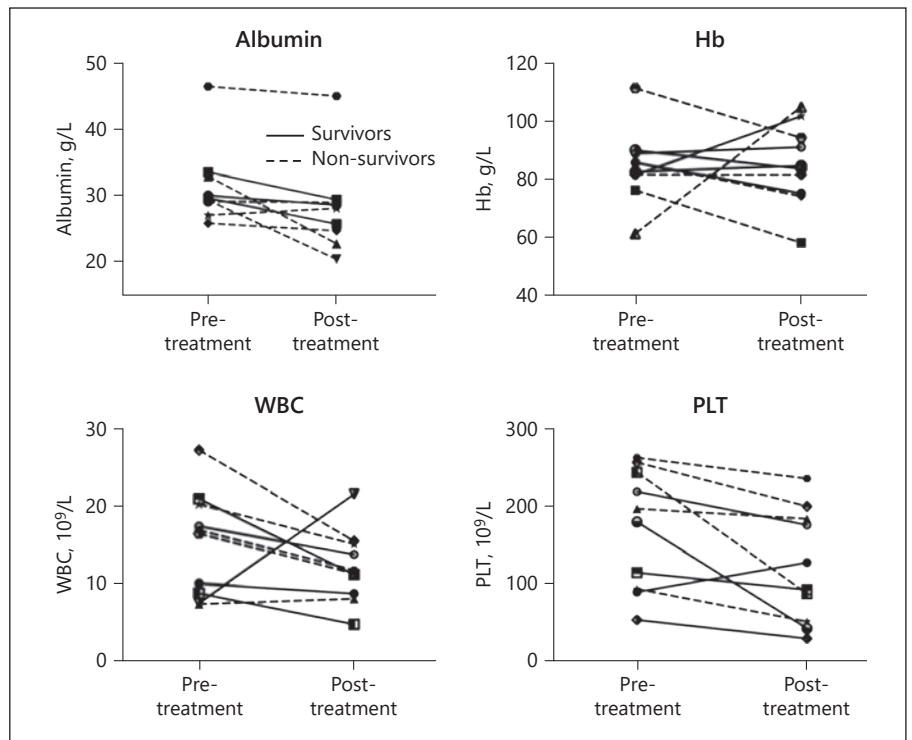 Albumin
50
40
30
20
Albumin, g/L
Survivors
Non-survivors
Pre-
treatment
Post-
treatment
Hb
120
100
80
60
40
Hb, g/L
Pre-
treatment
Post-
treatment
WBC
30
20
10
0
WBC, 10⁹/L
Pre-
treatment
Post-
treatment
PLT
300
200
100
0
PLT, 10⁹/L
Pre-
treatment
Post-
treatment